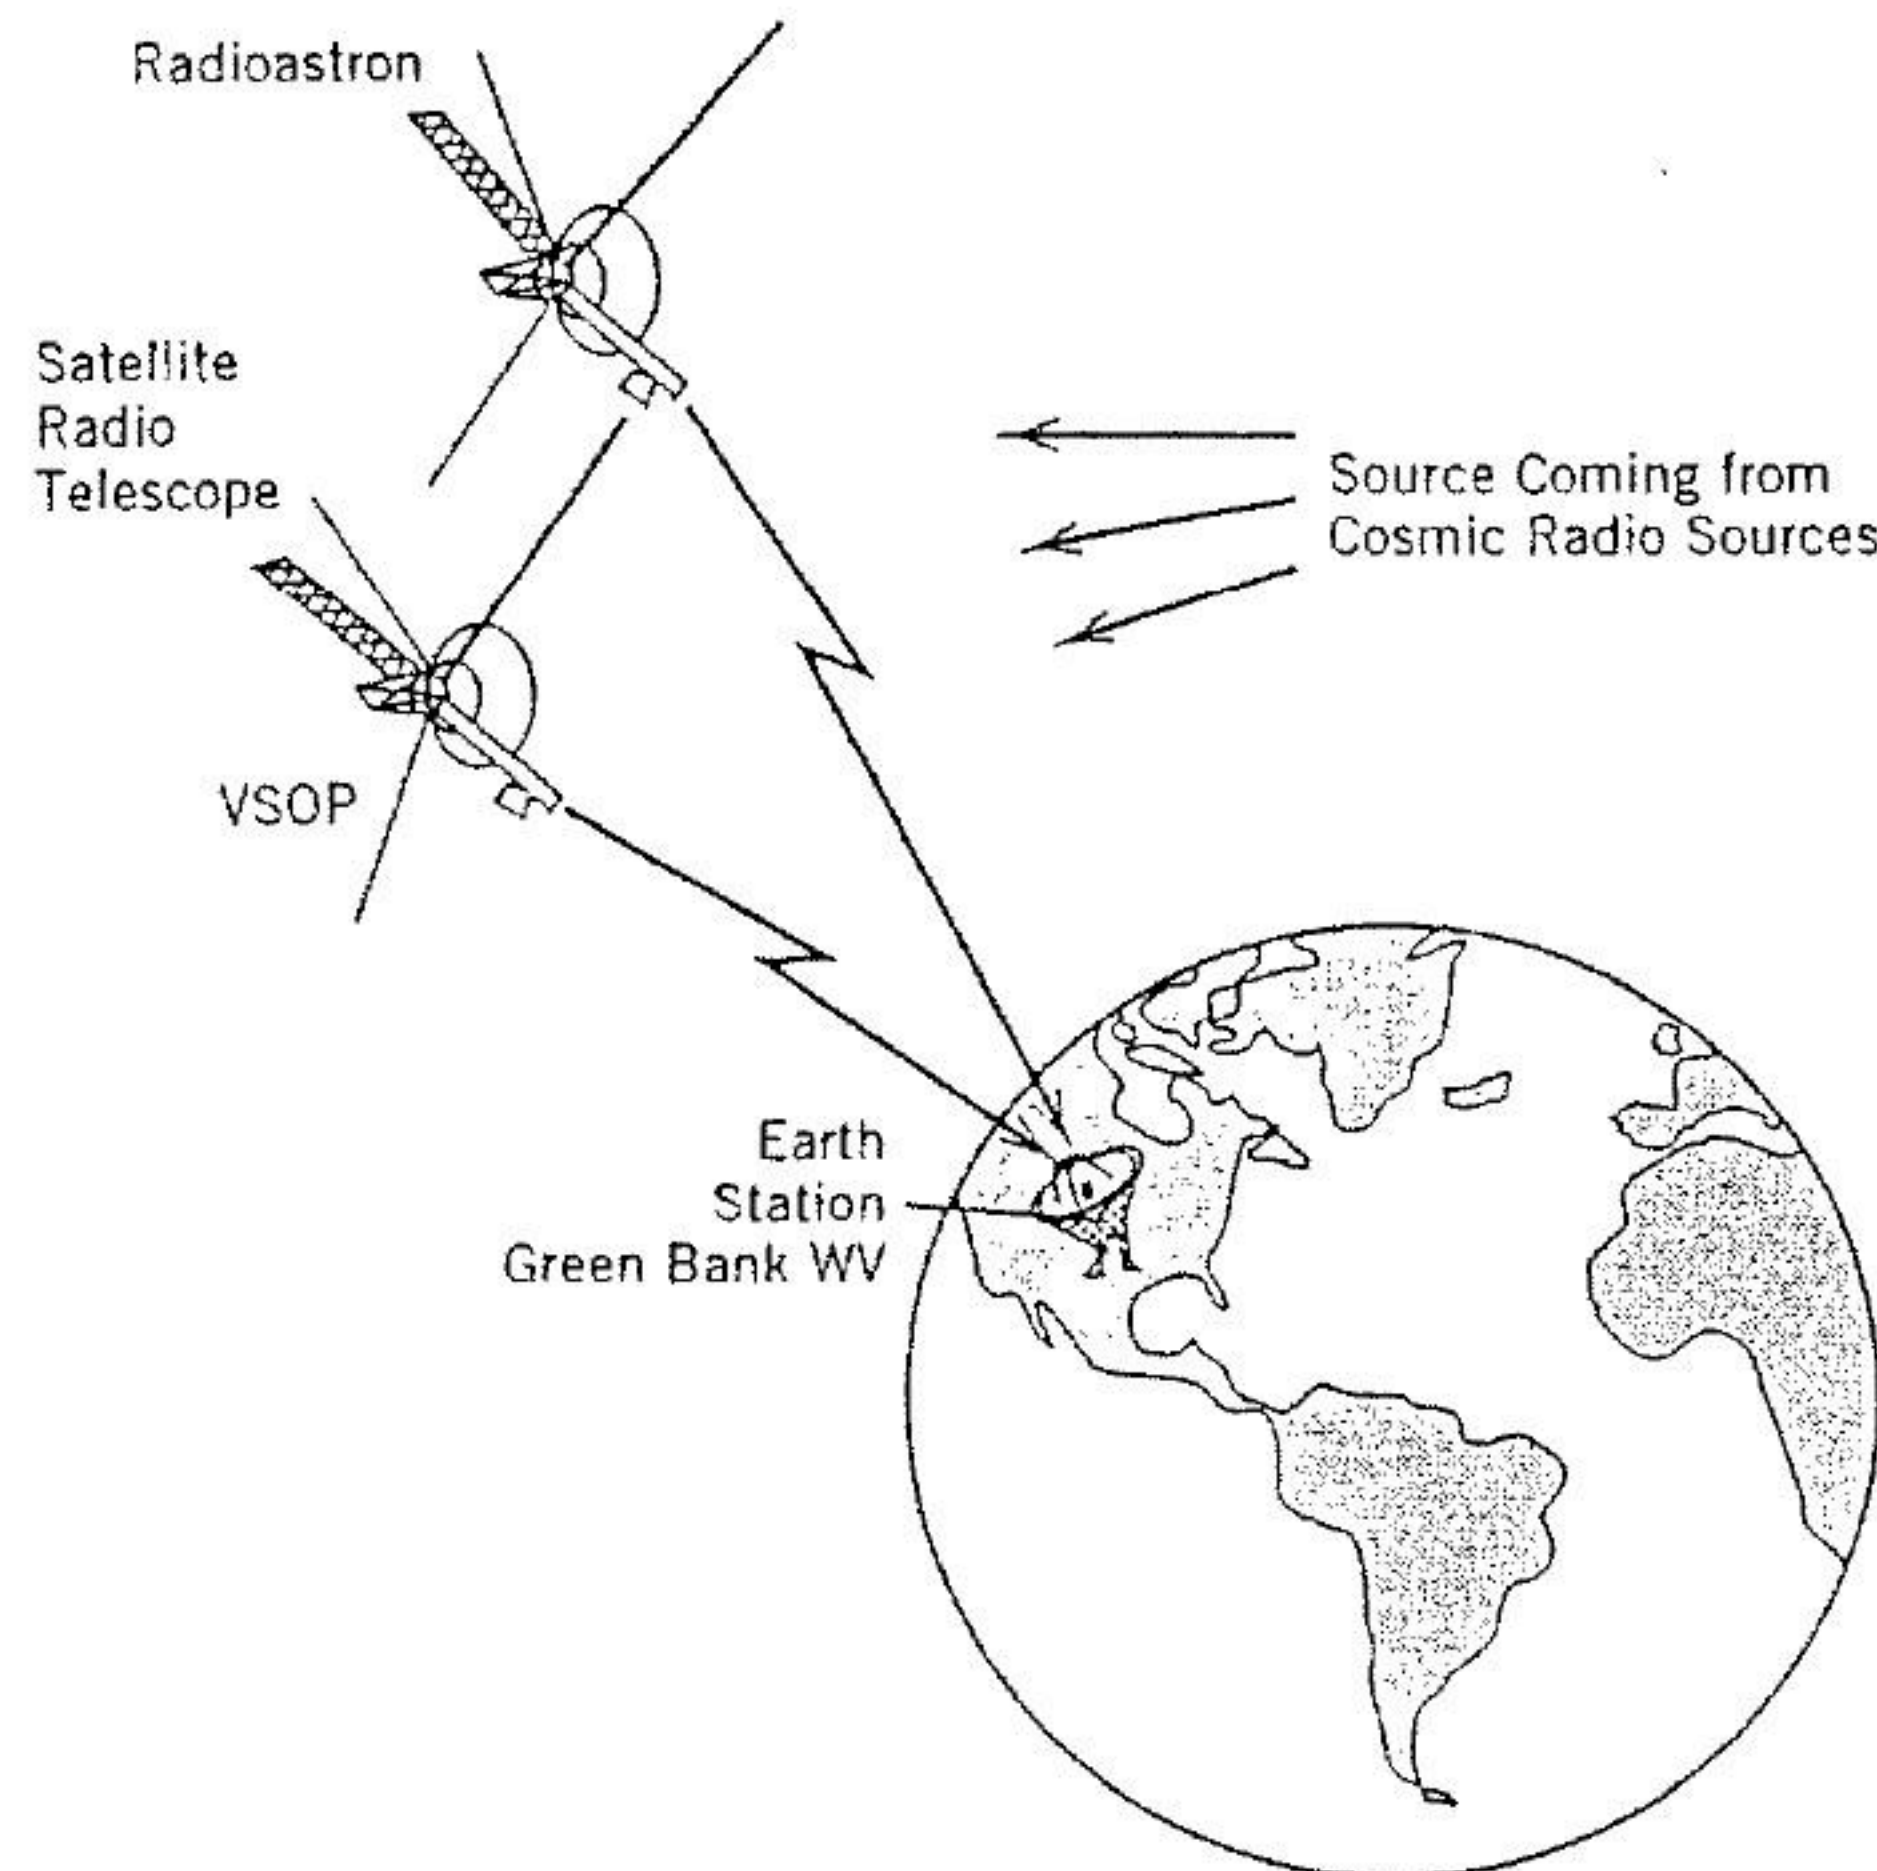 Radioastron
Satellite
Radio
Telescope
Source Coming from
Cosmic Radio Sources
VSOP
Earth
Station
Green Bank WV